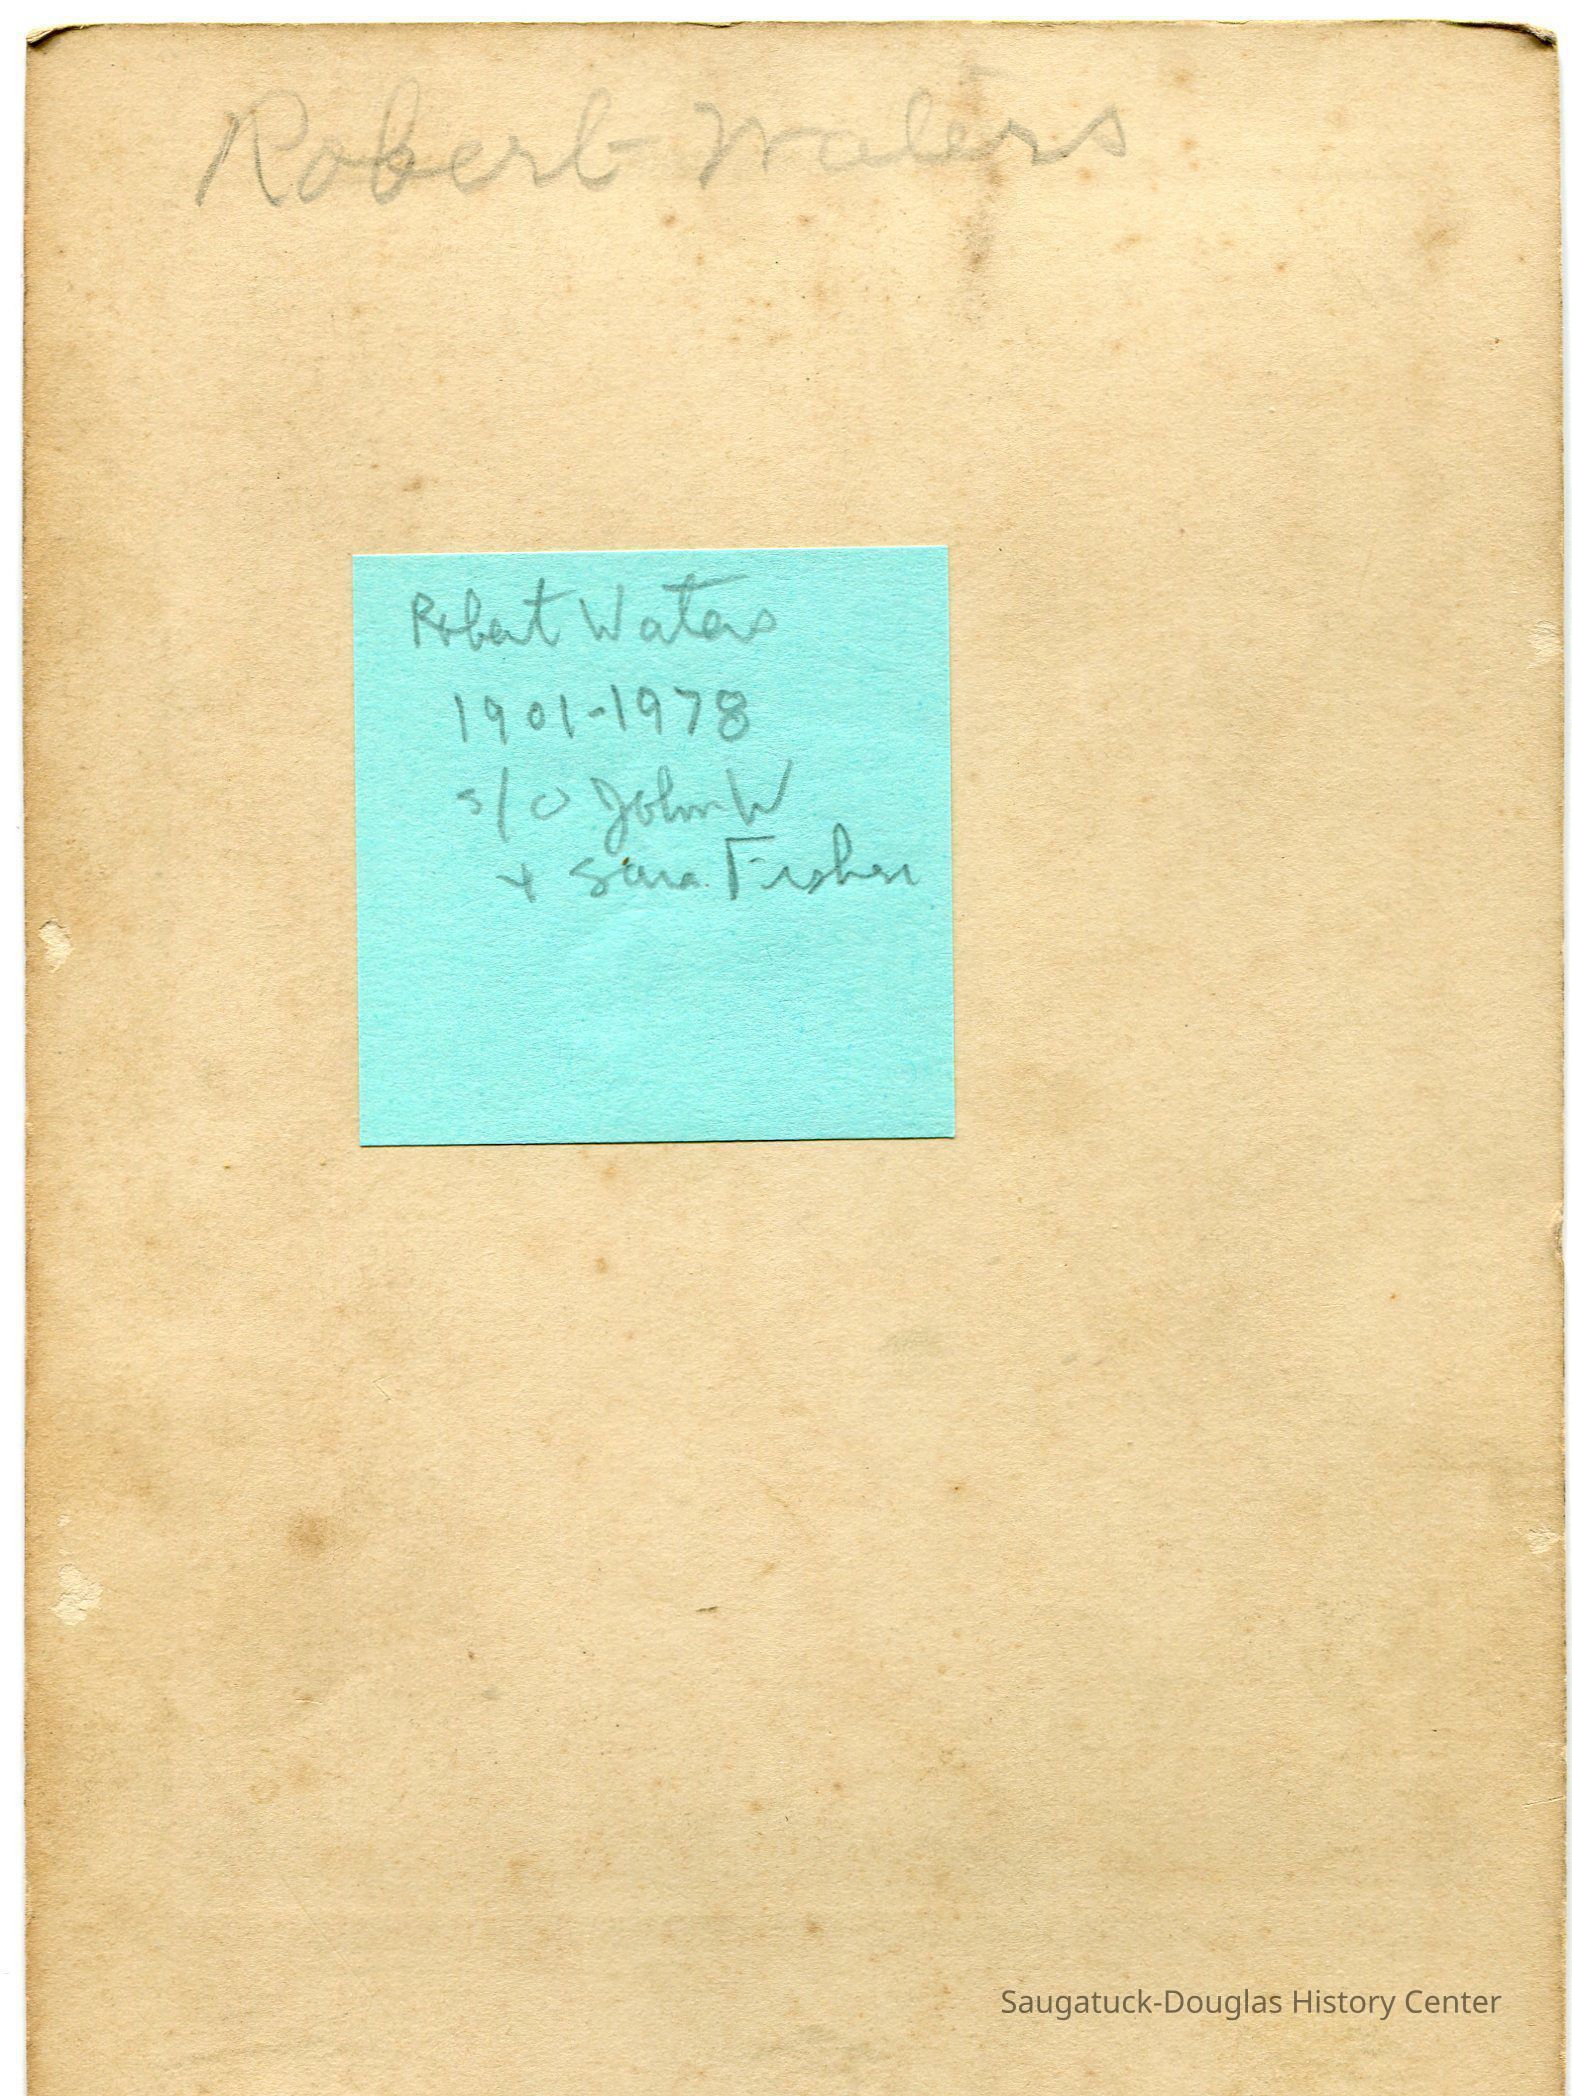 Robert Waters
Robert Waters
1901-1978
s/o John W
+ Sara Fisher
Saugatuck-Douglas History Center